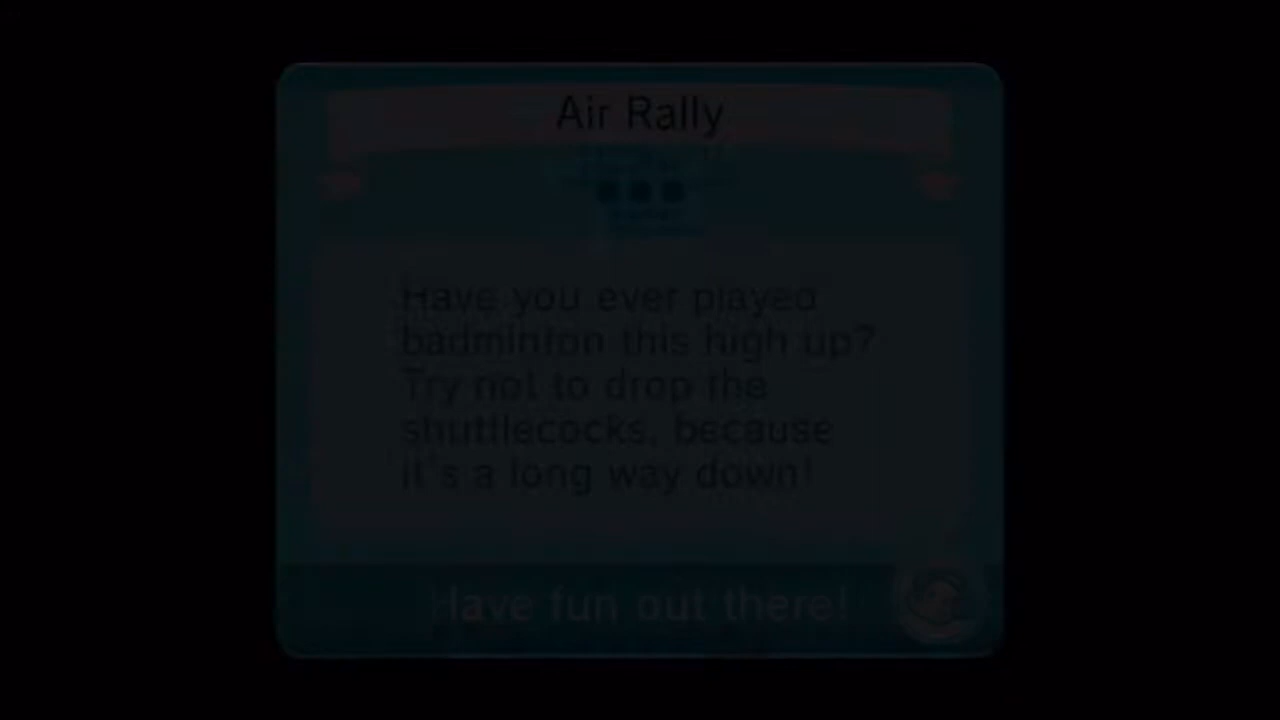 Air Rally
Have you ever played
badminton this high up?
Try not to drop the
shuttlecocks, because
it's a long way down!
Have fun out there!